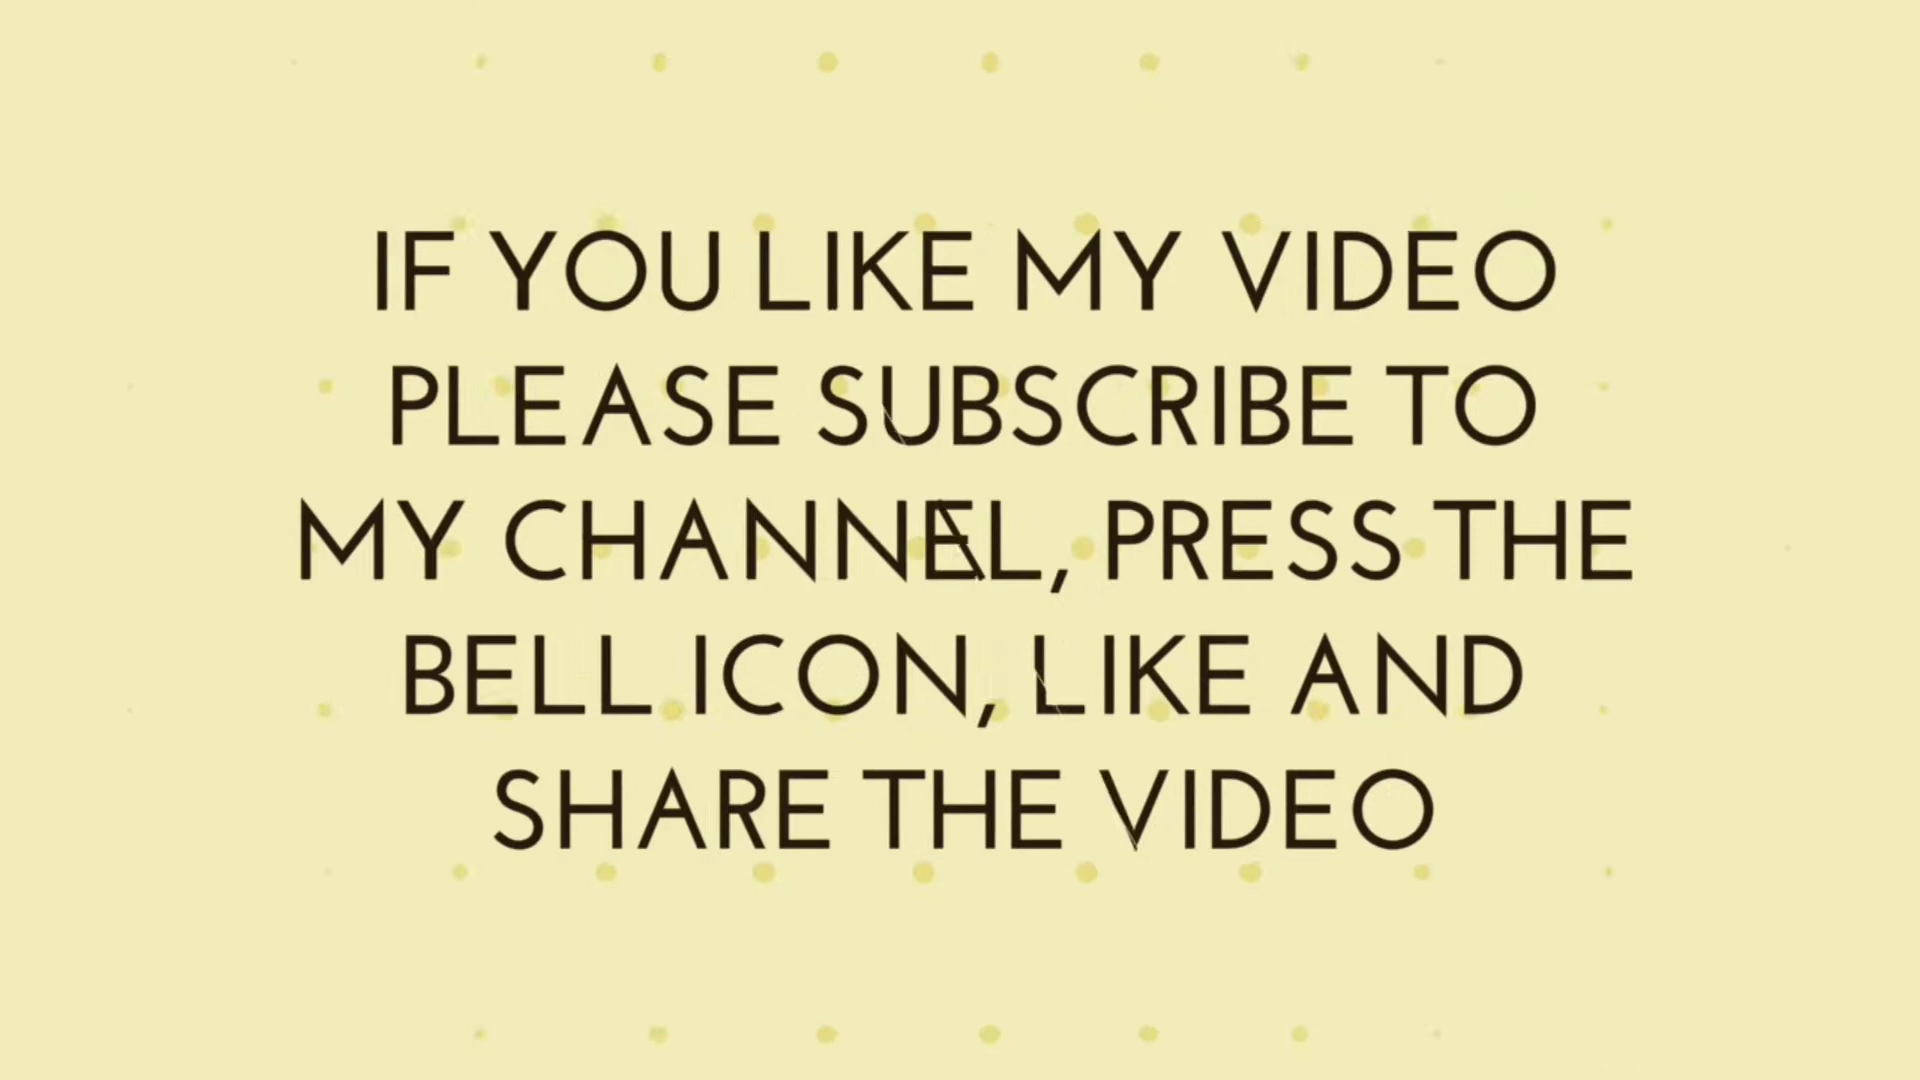 IF YOU LIKE MY VIDEO
PLEASE SUBSCRIBE TO
MY CHANNEL, PRESS THE
BELL ICON, LIKE AND
SHARE THE VIDEO